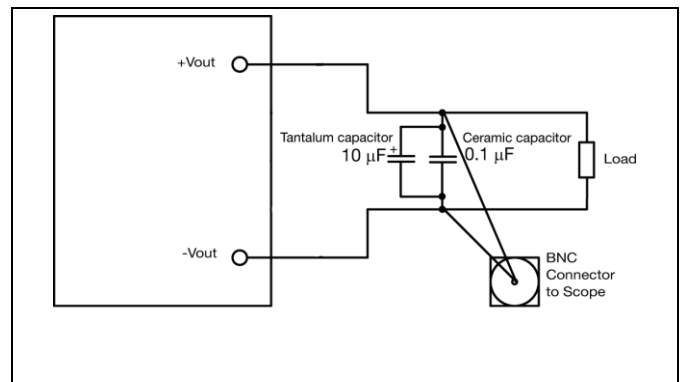 +Vout
Tantalum capacitor
10 µF
+
Ceramic capacitor
0.1 µF
Load
-Vout
BNC
Connector
to Scope